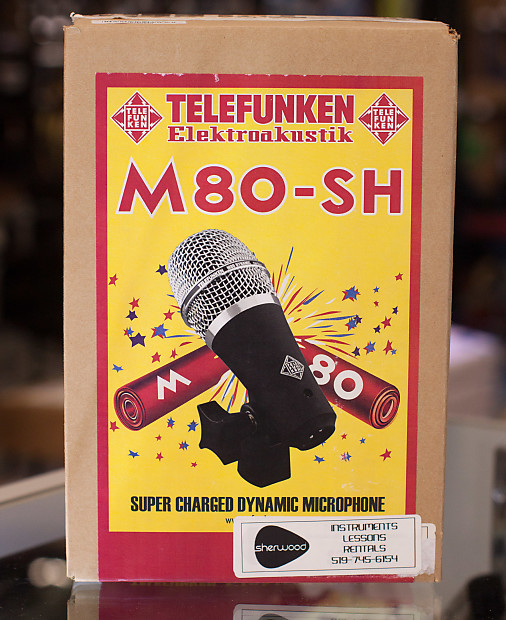 TELE
FUN
KEN
TELEFUNKEN
Elektroakustik
TELE
FUN
KEN
M80-SH
M
80
SUPER CHARGED DYNAMIC MICROPHONE
sherwood
INSTRUMENTS
LESSONS
RENTALS
519-745-6154